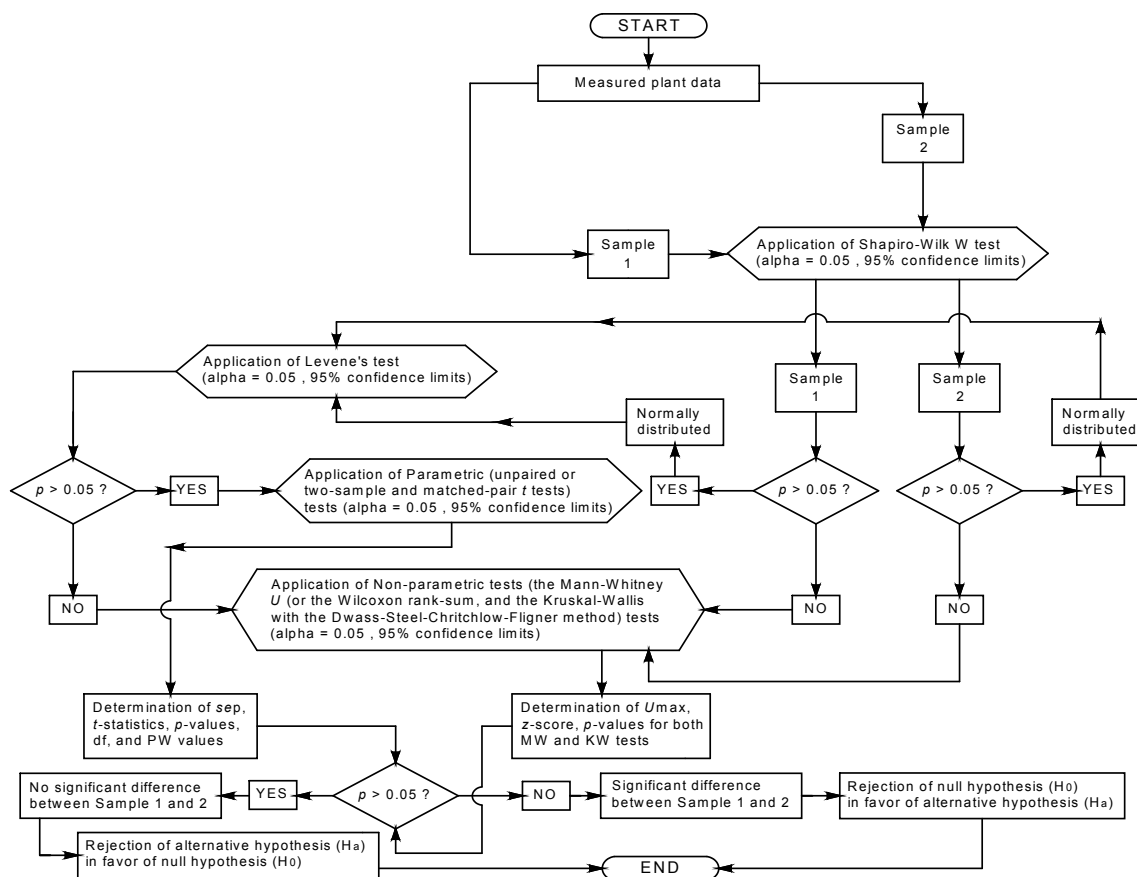 START
Measured plant data
Sample
2
Sample
1
Application of Shapiro-Wilk W test
(alpha = 0.05 , 95% confidence limits)
Application of Levene's test
(alpha = 0.05 , 95% confidence limits)
Sample
1
Sample
2
Normally
distributed
Normally
distributed
p > 0.05 ?
YES
Application of Parametric (unpaired or
two-sample and matched-pair t tests)
tests (alpha = 0.05 , 95% confidence limits)
YES
p > 0.05 ?
p > 0.05 ?
YES
NO
Application of Non-parametric tests (the Mann-Whitney
U (or the Wilcoxon rank-sum, and the Kruskal-Wallis
with the Dwass-Steel-Chritchlow-Fligner method) tests
(alpha = 0.05 , 95% confidence limits)
NO
NO
Determination of sep,
t-statistics, p-values,
df, and PW values
Determination of Umax,
z-score, p-values for both
MW and KW tests
No significant difference
between Sample 1 and 2
YES
p > 0.05 ?
NO
Significant difference
between Sample 1 and 2
Rejection of null hypothesis (H0)
in favor of alternative hypothesis (Ha)
Rejection of alternative hypothesis (Ha)
in favor of null hypothesis (H0)
END